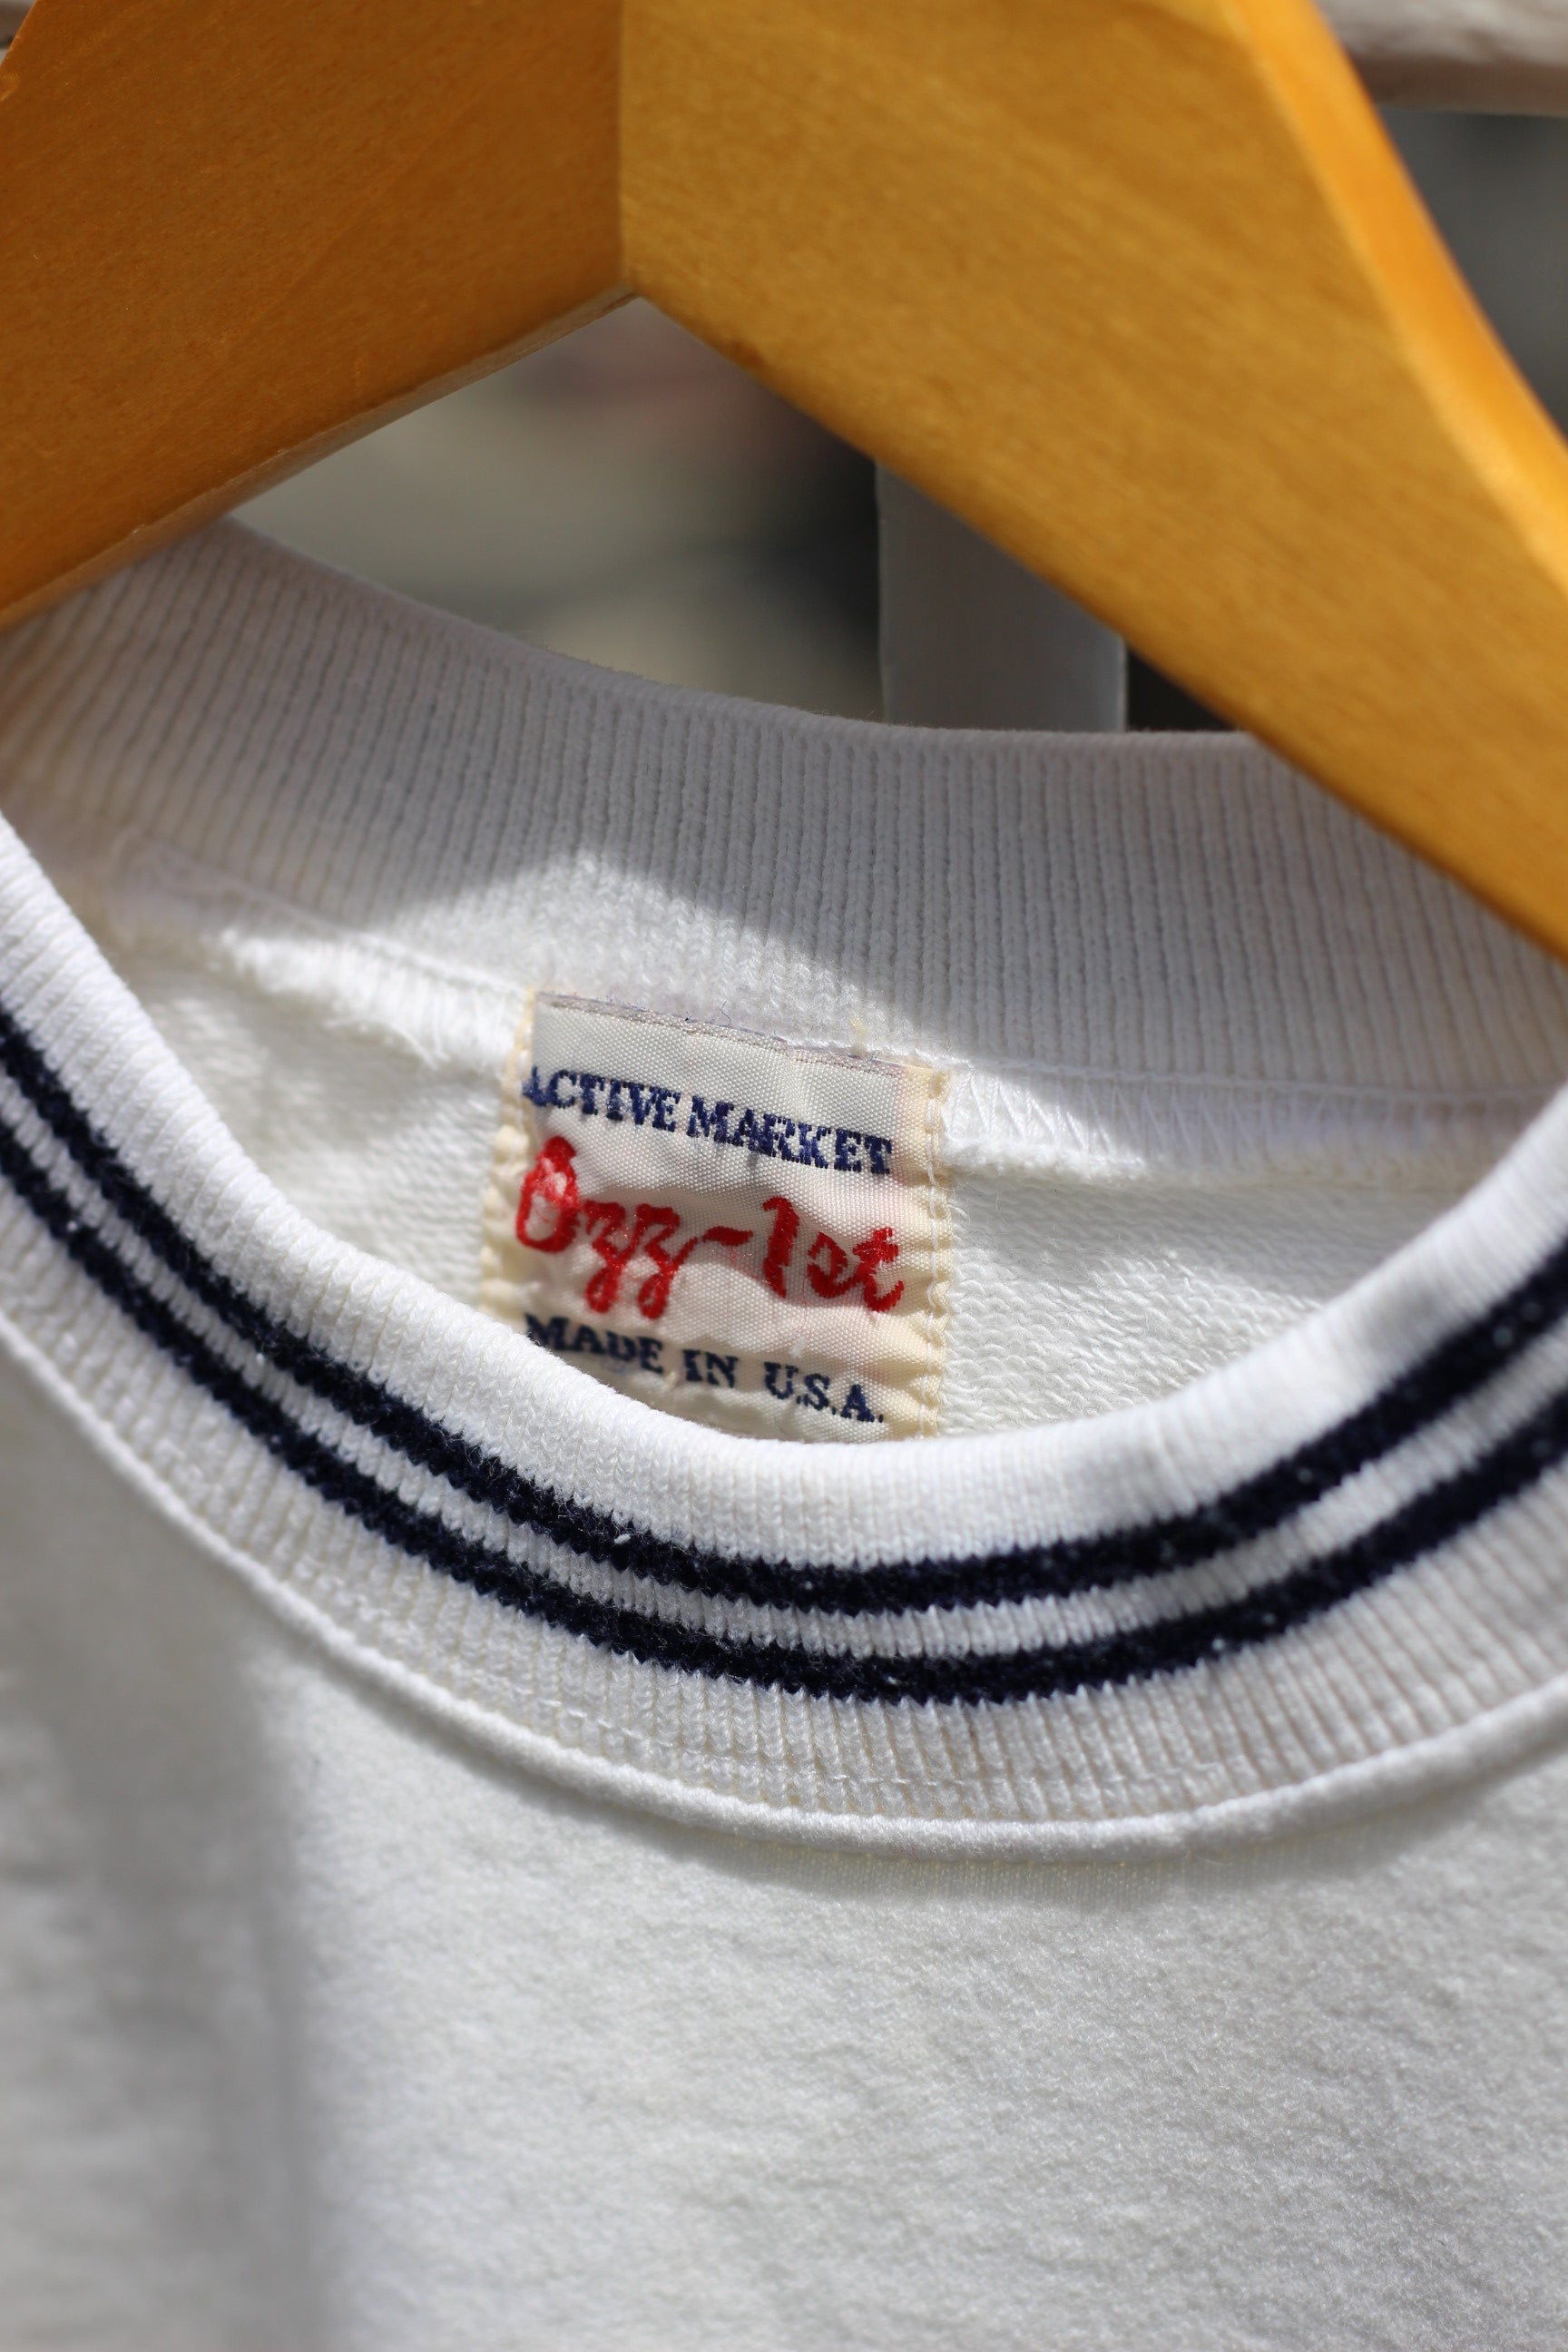 ACTIVE MARKET
Ozz-1st
MADE IN U.S.A.